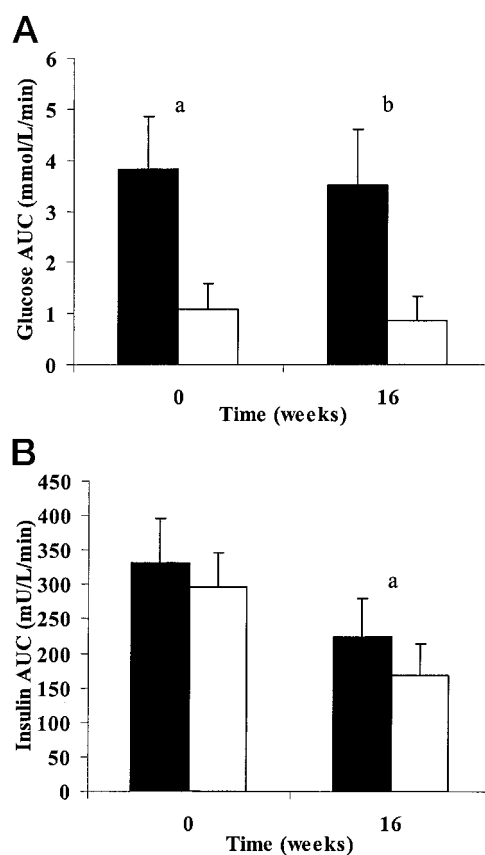 A
Glucose AUC (mmol/L/min)
6
5
4
3
2
1
0
a
b
0
16
Time (weeks)
B
Insulin AUC (mU/L/min)
450
400
350
300
250
200
150
100
50
0
a
0
16
Time (weeks)